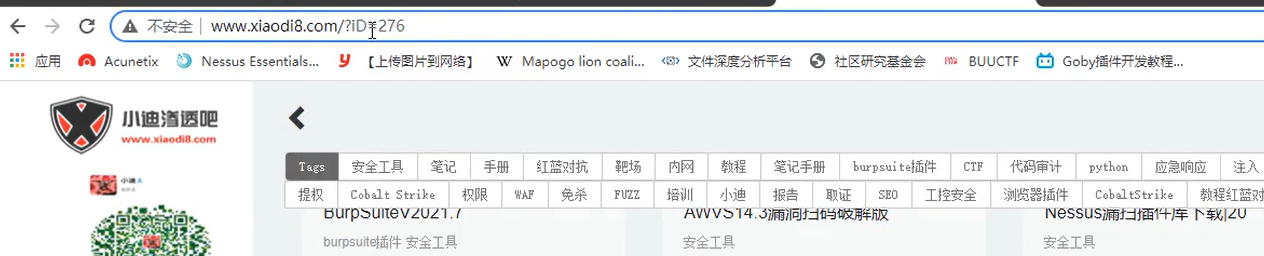 不安全 www.xiaodi8.com/?iD=276
应用 Acunetix Nessus Essentials... 【上传图片到网络】 Mapogo lion coali... 文件深度分析平台 社区研究基金会 BUUCTF Goby插件开发教程...
小迪渗透吧
www.xiaodi8.com
Tags 安全工具 笔记 手册 红蓝对抗 靶场 内网 教程 笔记手册 burpsuite插件 CTF 代码审计 python 应急响应 注入
小迪
提权 Cobalt Strike 权限 WAF 免杀 FUZZ 培训 小迪 报告 取证 SEO 工控安全 浏览器插件 CobaltStrike 教程红蓝对
BurpSuiteV2021.7 AWVS14.3漏洞扫码破解版 Nessus漏扫插件库下载|20
burpsuite插件 安全工具 安全工具 安全工具